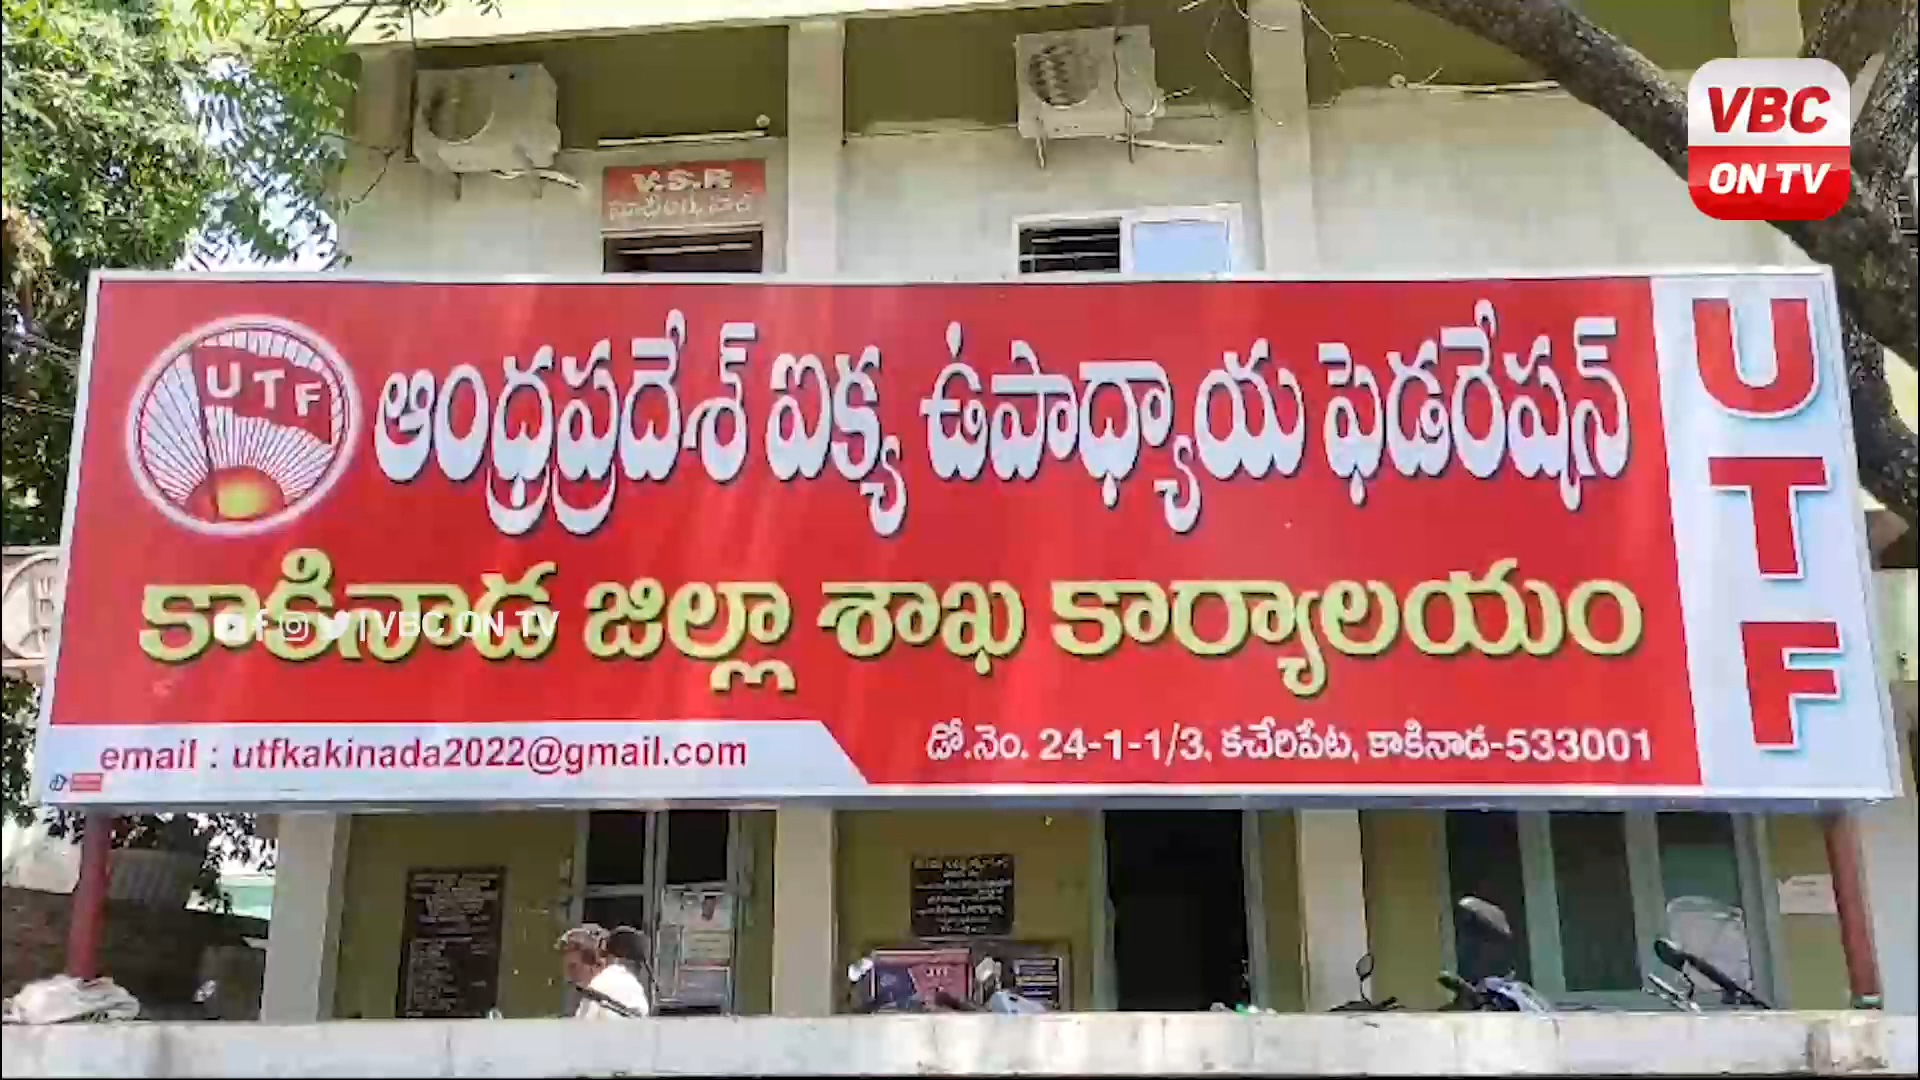 VBC
ON TV
V.S.R
UTF
ఆంధ్రప్రదేశ్ ఐక్య ఉపాధ్యాయ ఫెడరేషన్
కాకినాడ జిల్లా శాఖ కార్యాలయం
VBC ON TV
email : utfkakinada2022@gmail.com
డో.నెం. 24-1-1/3, కచేరిపేట, కాకినాడ-533001
UTF